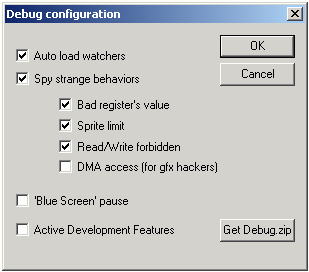 Debug configuration
OK
Auto load watchers
Cancel
Spy strange behaviors
Bad register's value
Sprite limit
Read/Write forbidden
DMA access (for gfx hackers)
'Blue Screen' pause
Active Development Features
Get Debug.zip